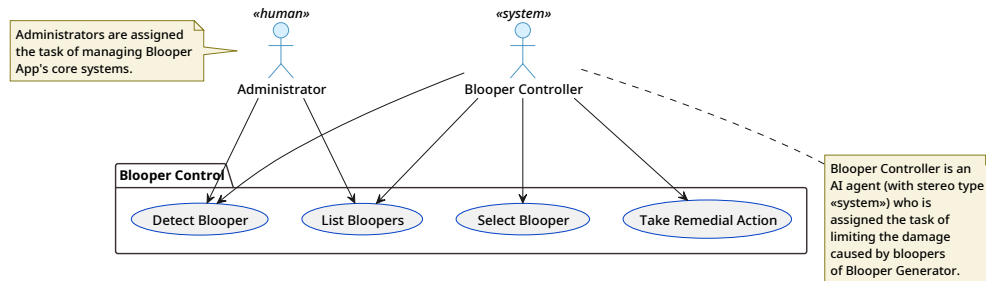 «human»
«system»
Administrators are assigned
the task of managing Blooper
App's core systems.
Administrator
Blooper Controller
Blooper Control
Detect Blooper
List Bloopers
Select Blooper
Take Remedial Action
Blooper Controller is an
AI agent (with stereo type
«system») who is
assigned the task of
limiting the damage
caused by bloopers
of Blooper Generator.